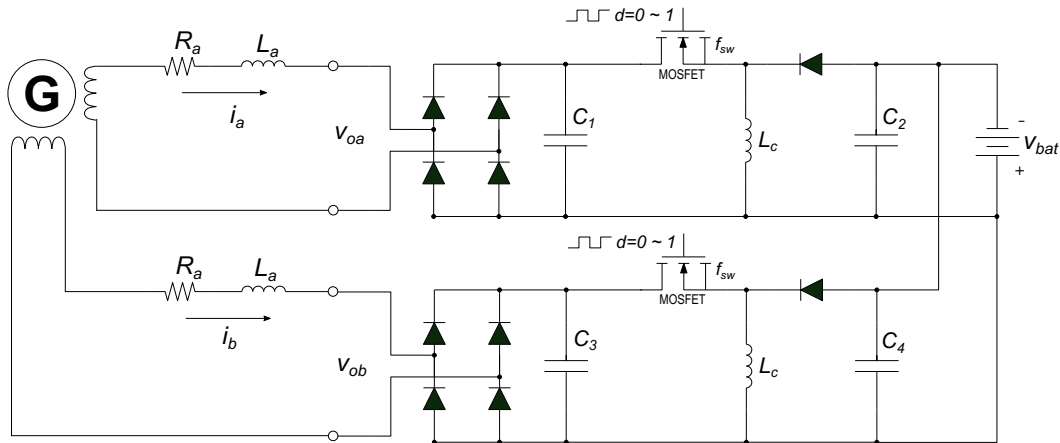 d=0 ~ 1
R_a
L_a
f_sw
MOSFET
G
i_a
v_oa
C_1
L_c
C_2
-
v_bat
+
d=0 ~ 1
R_a
L_a
f_sw
MOSFET
i_b
v_ob
C_3
L_c
C_4